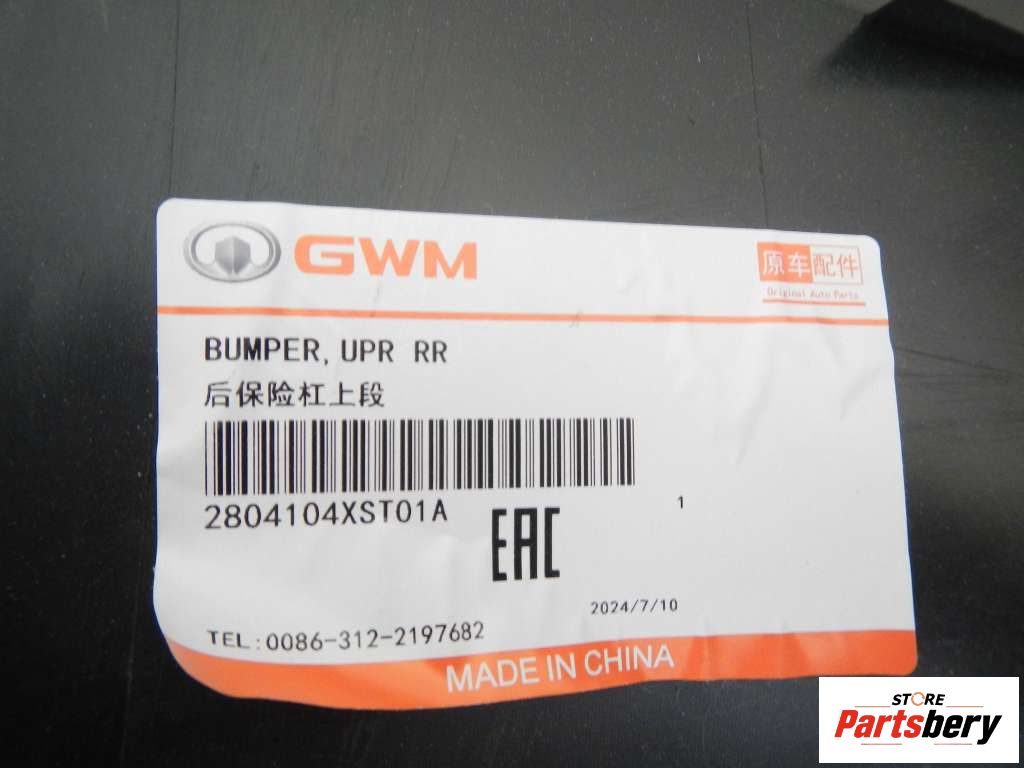 GWM
原车配件
Original Auto Parts
BUMPER, UPR RR
后保险杠上段
2804104XST01A
1
EAC
2024/7/10
TEL:0086-312-2197682
MADE IN CHINA
STORE
Partsbery